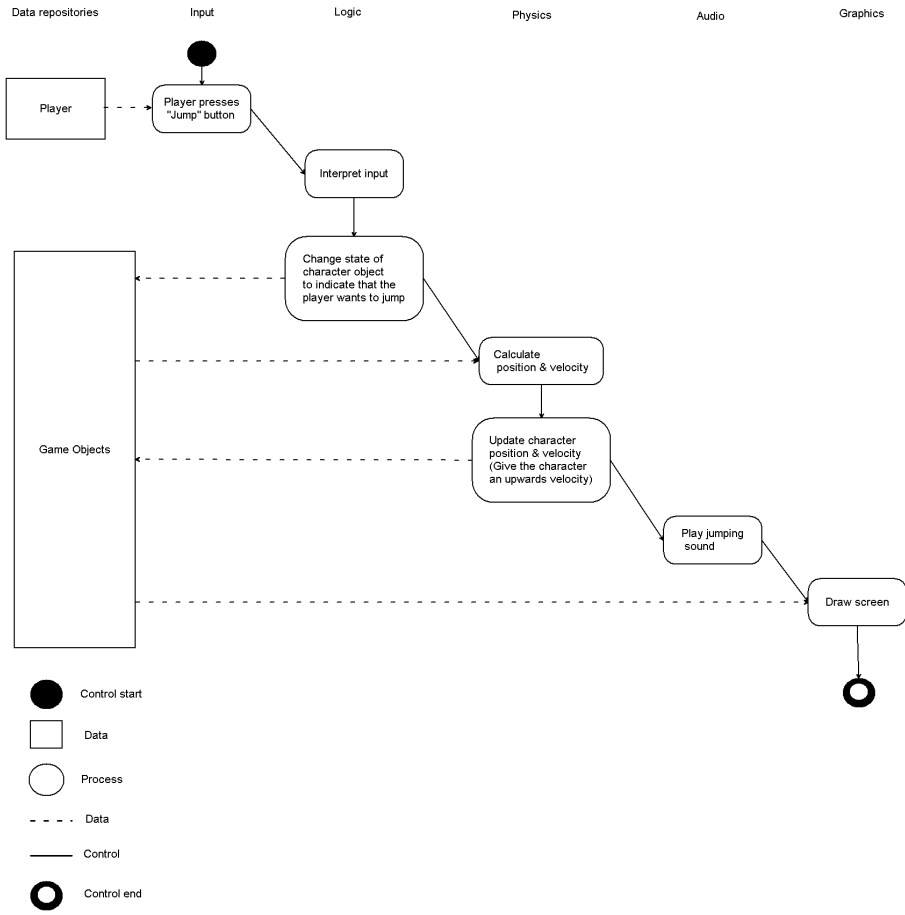 Data repositories
Input
Logic
Physics
Audio
Graphics
Player
Player presses
"Jump" button
Interpret input
Change state of
character object
to indicate that the
player wants to jump
Calculate
position & velocity
Game Objects
Update character
position & velocity
(Give the character
an upwards velocity)
Play jumping
sound
Draw screen
Control start
Data
Process
Data
Control
Control end